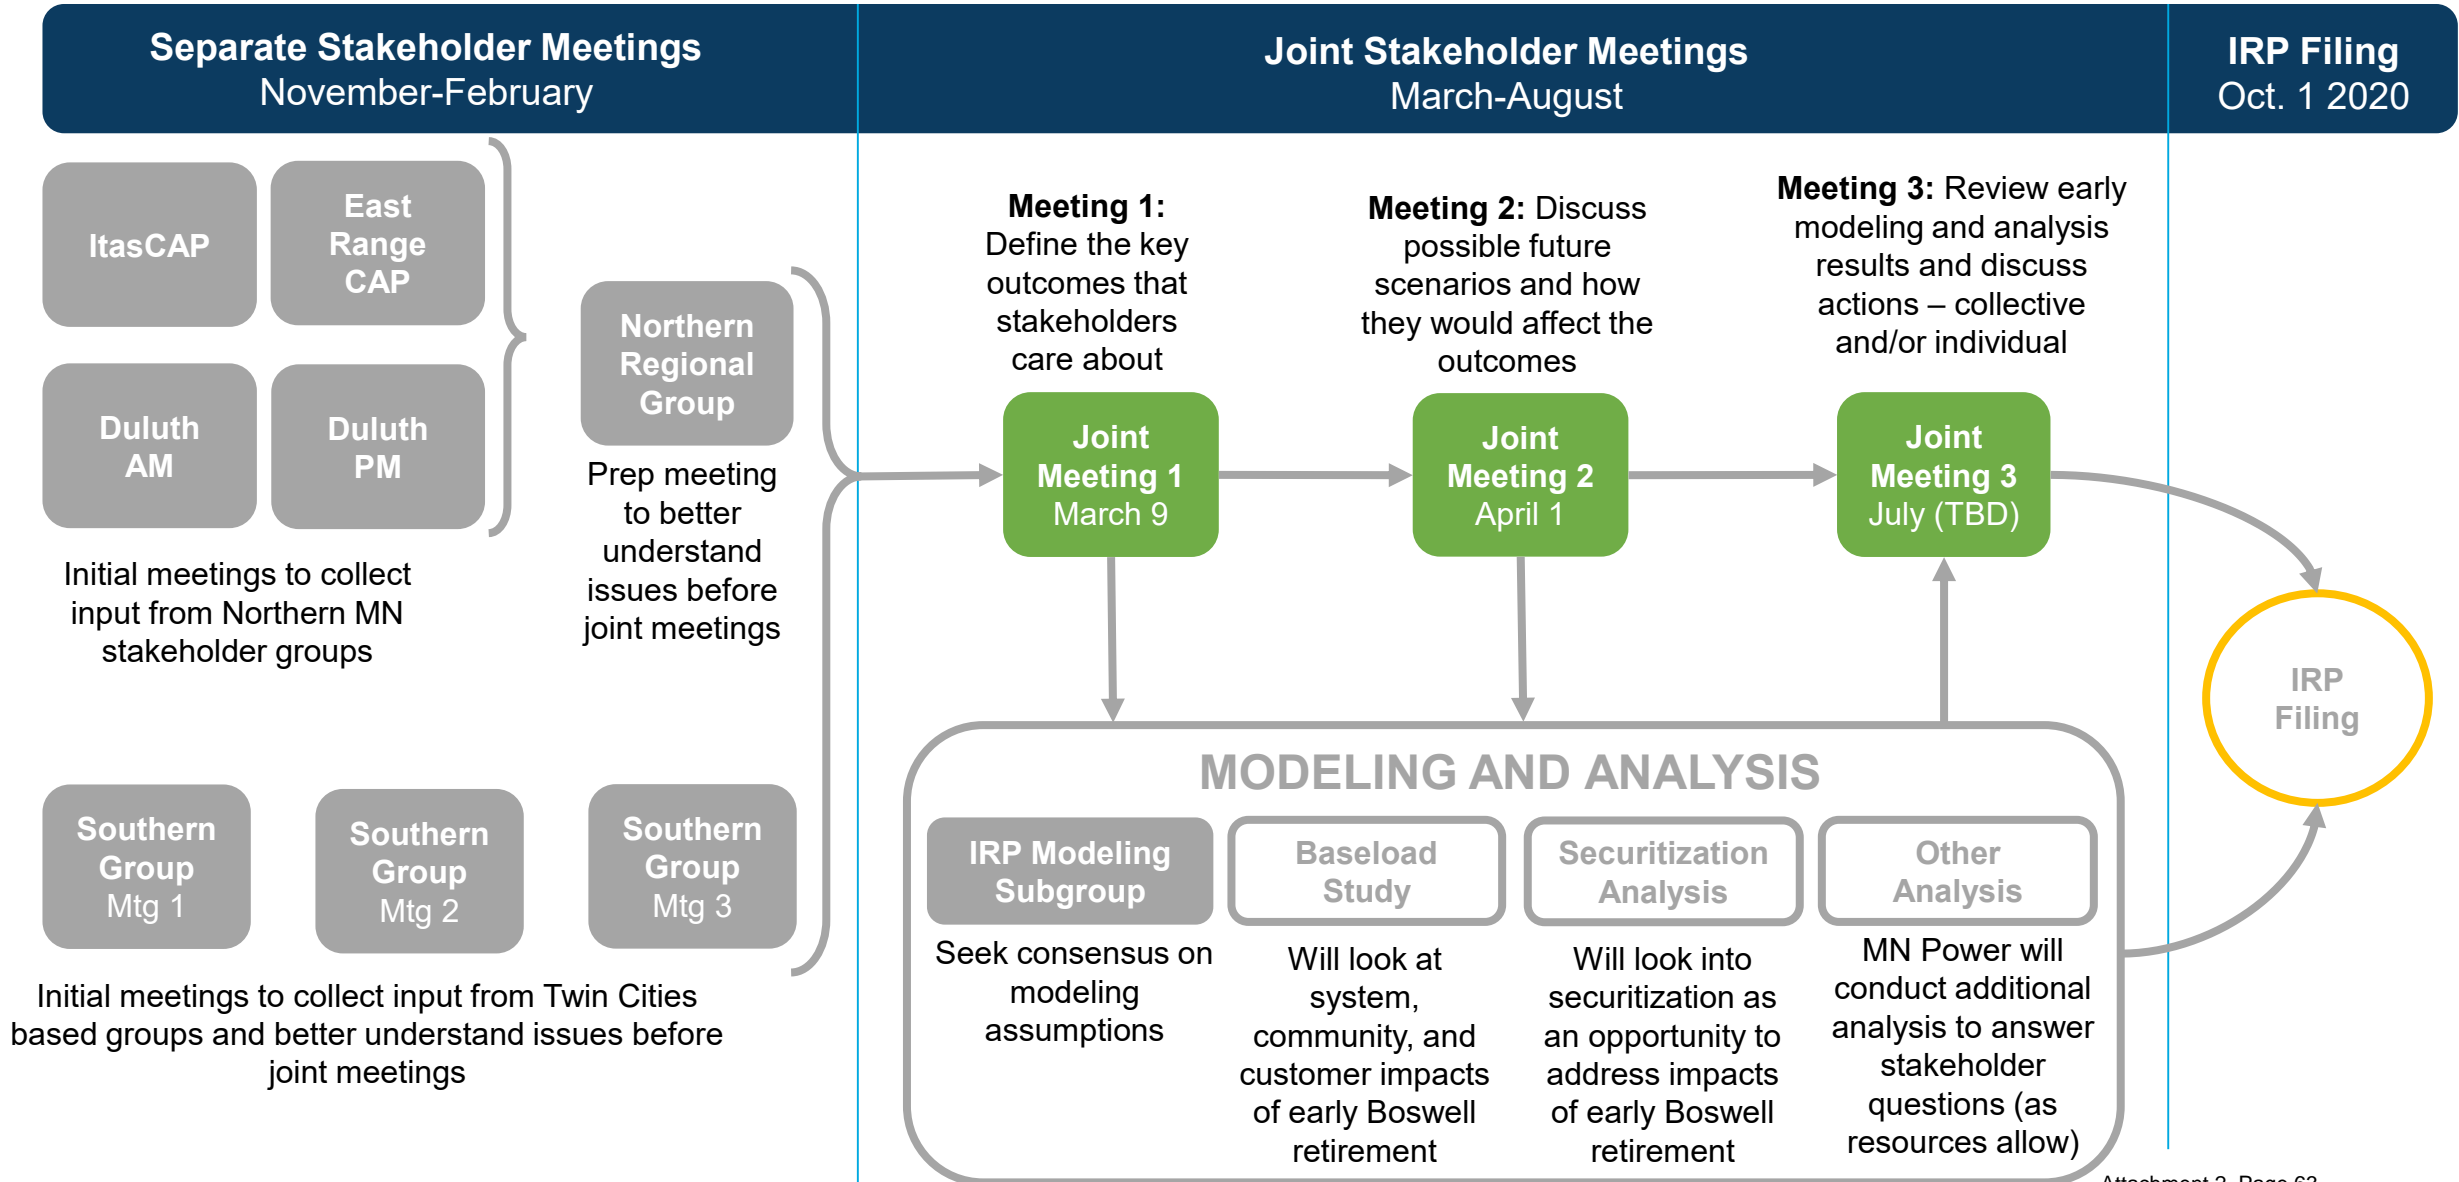 Separate Stakeholder Meetings
November-February
Joint Stakeholder Meetings
March-August
IRP Filing
Oct. 1 2020
ItasCAP
East
Range
CAP
Duluth
AM
Duluth
PM
Initial meetings to collect
input from Northern MN
stakeholder groups
Northern
Regional
Group
Prep meeting
to better
understand
issues before
joint meetings
Southern
Group
Mtg 1
Southern
Group
Mtg 2
Southern
Group
Mtg 3
Initial meetings to collect input from Twin Cities
based groups and better understand issues before
joint meetings
Meeting 1:
Define the key
outcomes that
stakeholders
care about
Meeting 2: Discuss
possible future
scenarios and how
they would affect the
outcomes
Meeting 3: Review early
modeling and analysis
results and discuss
actions – collective
and/or individual
Joint
Meeting 1
March 9
Joint
Meeting 2
April 1
Joint
Meeting 3
July (TBD)
MODELING AND ANALYSIS
IRP Modeling
Subgroup
Seek consensus on
modeling
assumptions
Baseload
Study
Will look at
system,
community, and
customer impacts
of early Boswell
retirement
Securitization
Analysis
Will look into
securitization as
an opportunity to
address impacts
of early Boswell
retirement
Other
Analysis
MN Power will
conduct additional
analysis to answer
stakeholder
questions (as
resources allow)
IRP
Filing
Attachment 2, Page 63